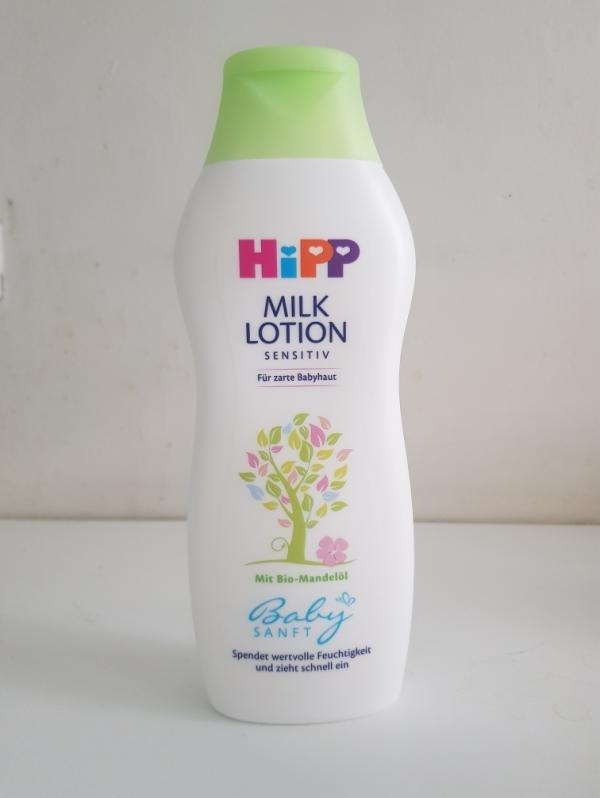 HiPP
MILK
LOTION
SENSITIV
Für zarte Babyhaut
Mit Bio-Mandelöl
Baby
SANFT
Spendet wertvolle Feuchtigkeit
und zieht schnell ein